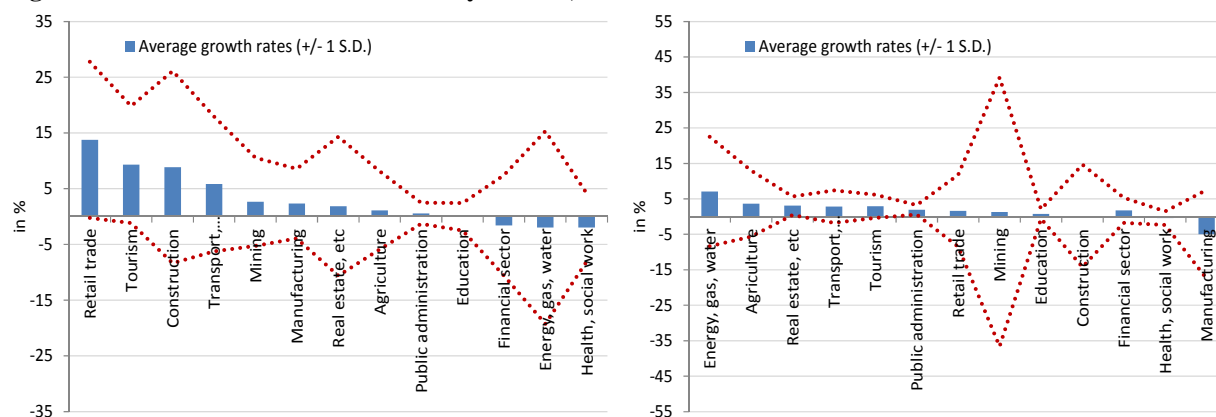 35
25
15
5
-5
-15
-25
-35
in %
Average growth rates (+/- 1 S.D.)
Retail trade
Tourism
Construction
Transport,...
Mining
Manufacturing
Real estate, etc
Agriculture
Public administration
Education
Financial sector
Energy, gas, water
Health, social work
55
45
35
25
15
5
-5
-15
-25
-35
-45
-55
in %
Average growth rates (+/- 1 S.D.)
Energy, gas, water
Agriculture
Real estate, etc
Transport,...
Tourism
Public administration
Retail trade
Mining
Education
Construction
Financial sector
Health, social work
Manufacturing